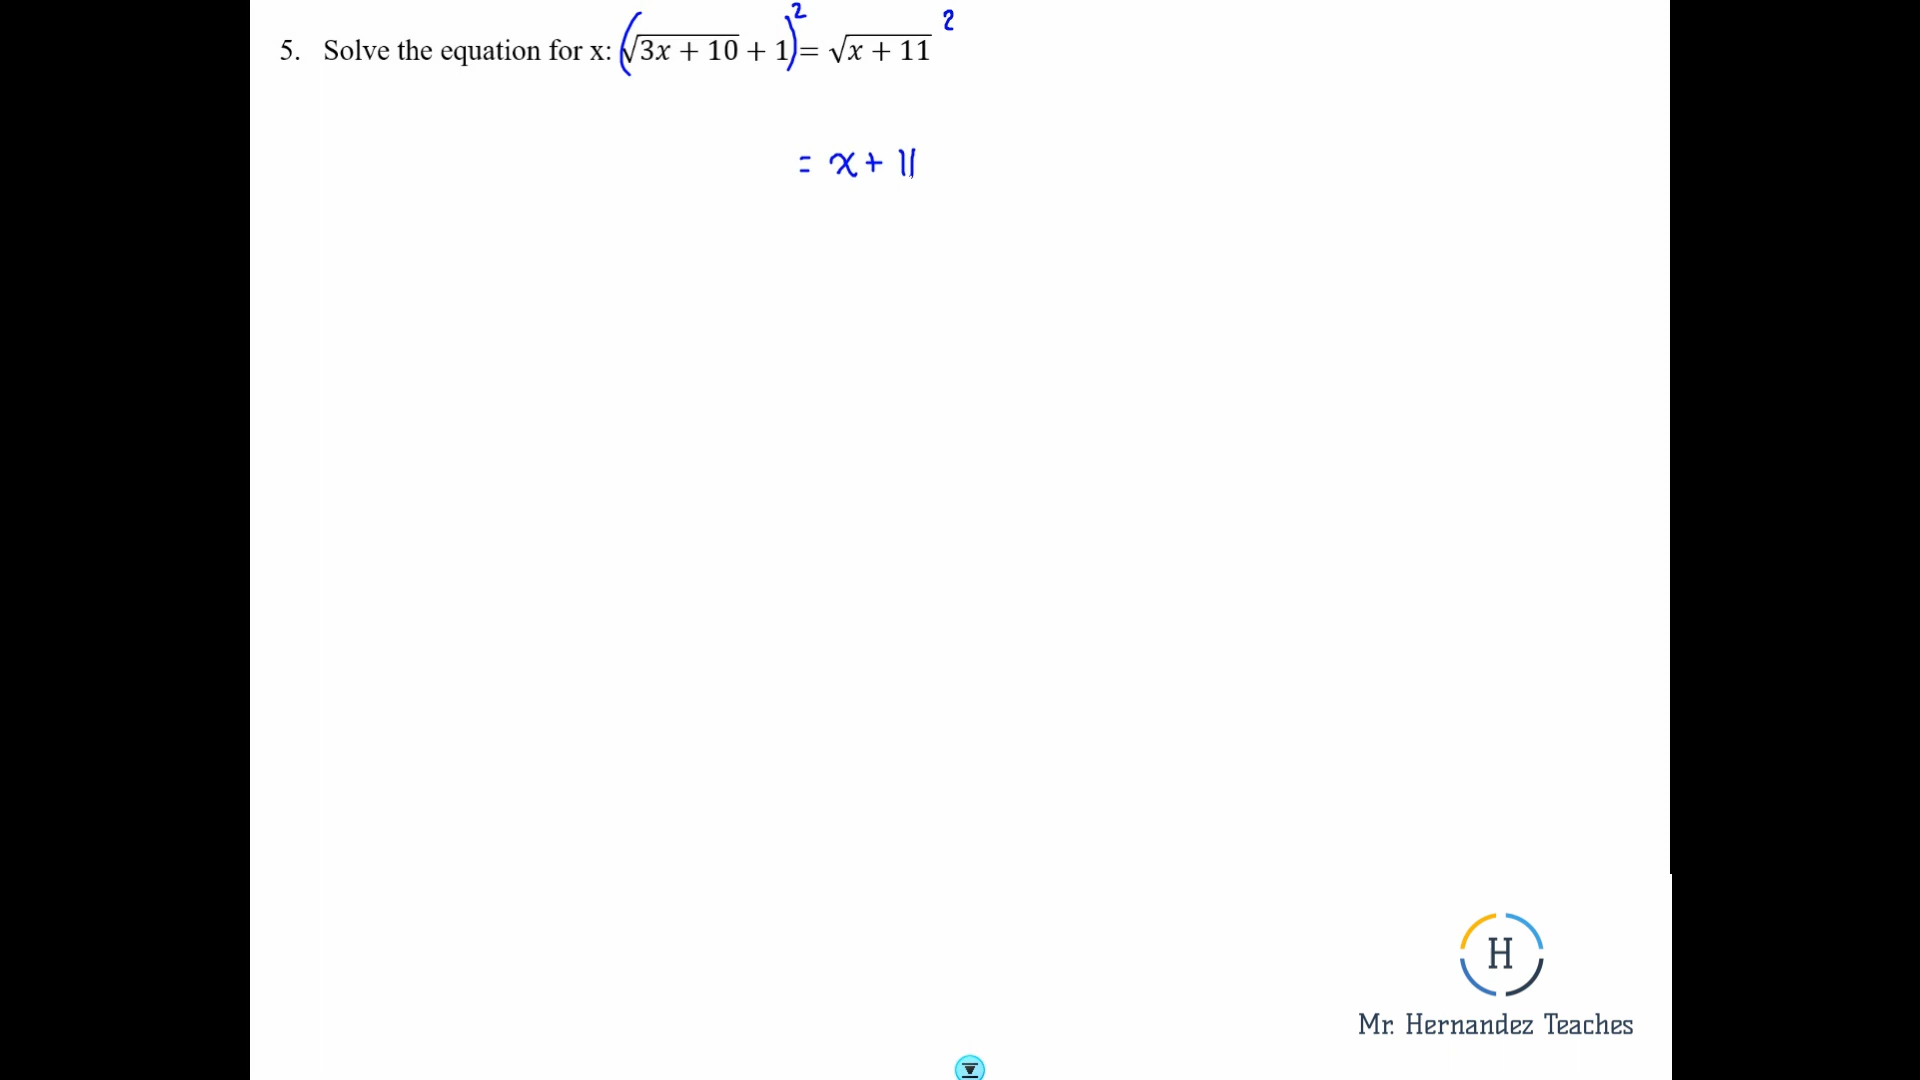 5. Solve the equation for x: (√3x + 10 + 1)² = √x + 11 ²
= x + 11
H
Mr. Hernandez Teaches